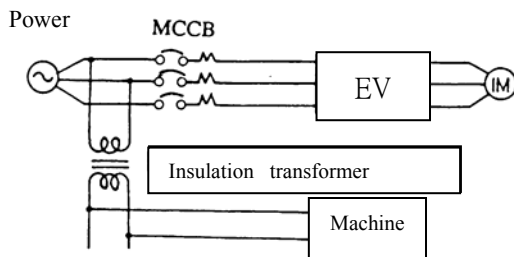 Power
MCCB
EV
IM
Insulation transformer
Machine